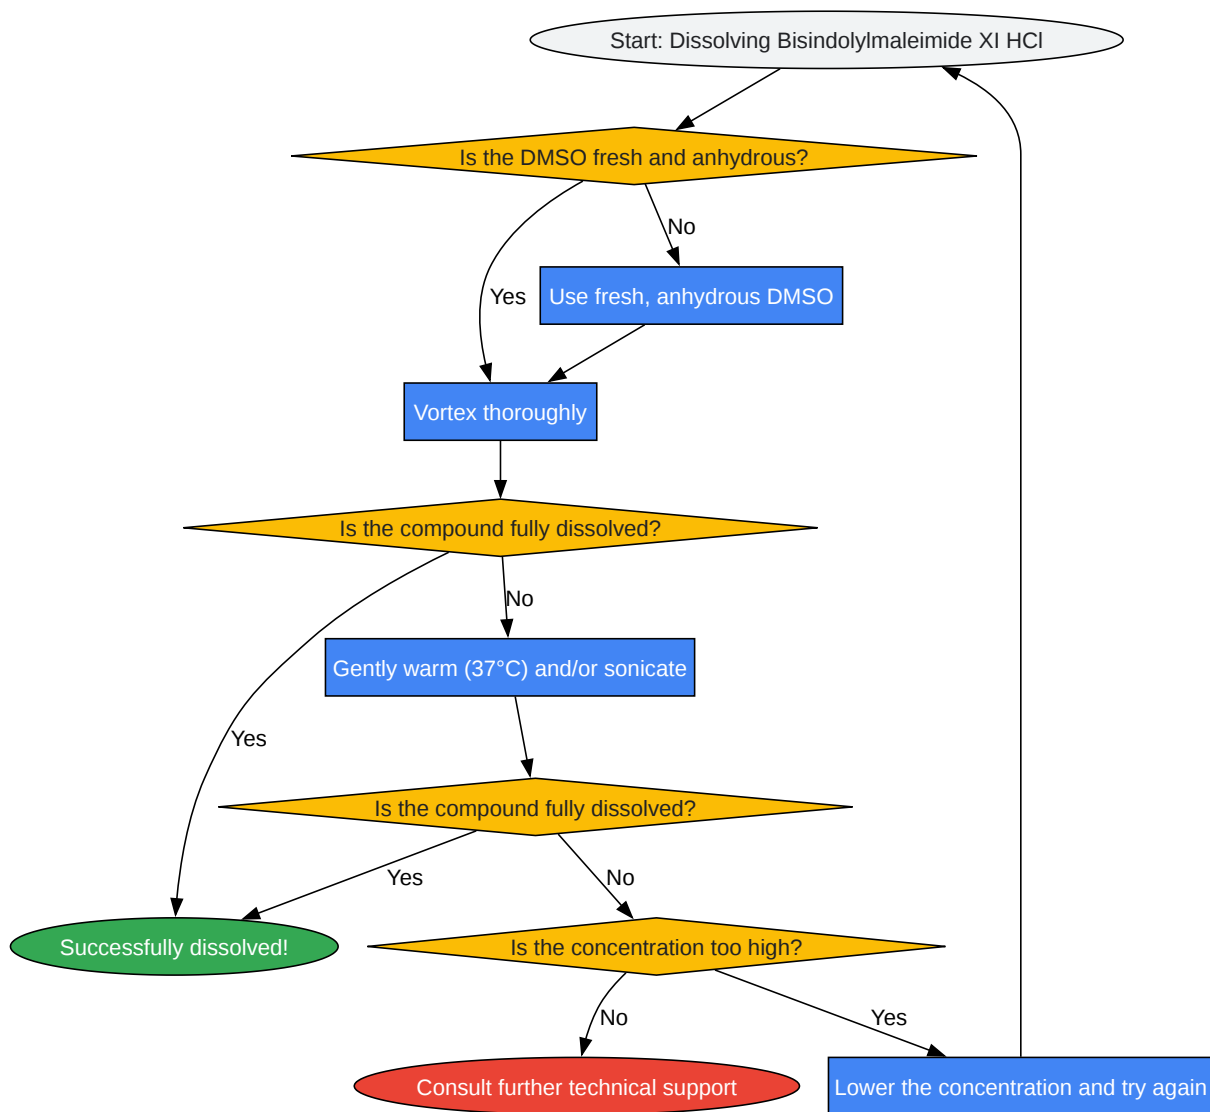 Start: Dissolving Bisindolylmaleimide XI HCl
Is the DMSO fresh and anhydrous?
No
Yes
Use fresh, anhydrous DMSO
Vortex thoroughly
Is the compound fully dissolved?
No
Gently warm (37°C) and/or sonicate
Yes
Is the compound fully dissolved?
Yes
No
Successfully dissolved!
Is the concentration too high?
No
Yes
Consult further technical support
Lower the concentration and try again